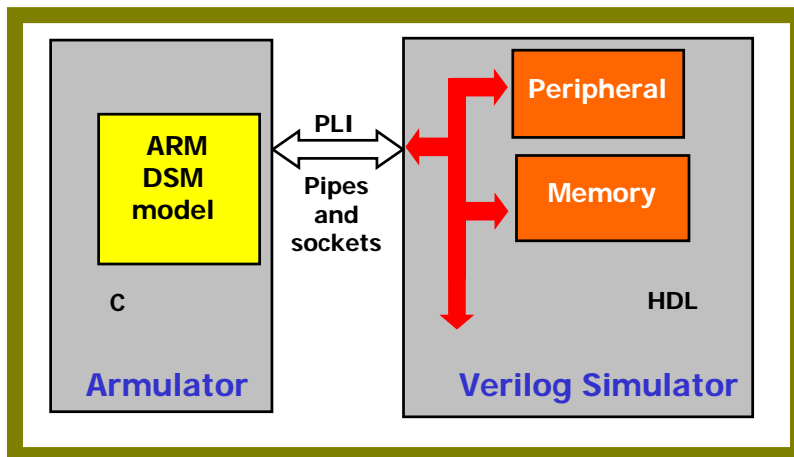 ARM
DSM
model
C
Armulator
PLI
Pipes
and
sockets
Peripheral
Memory
HDL
Verilog Simulator